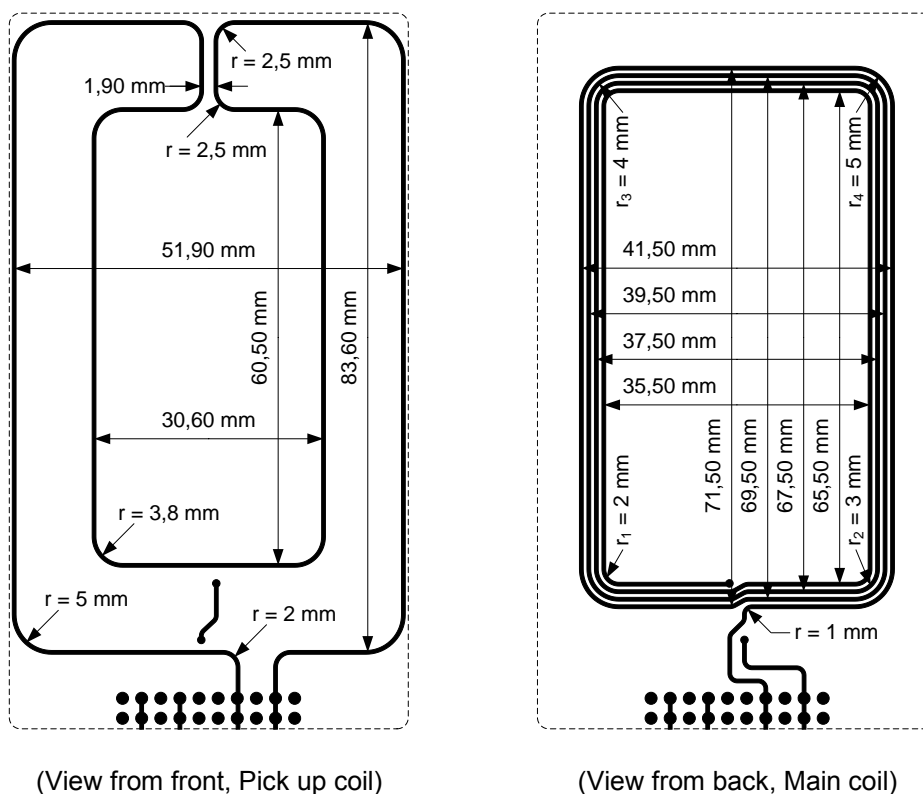 r = 2,5 mm
1,90 mm
r = 2,5 mm
51,90 mm
60,50 mm
83,60 mm
30,60 mm
r = 3,8 mm
r = 5 mm
r = 2 mm
(View from front, Pick up coil)
r₃ = 4 mm
r₄ = 5 mm
41,50 mm
39,50 mm
37,50 mm
35,50 mm
71,50 mm
69,50 mm
67,50 mm
65,50 mm
r₁ = 2 mm
r₂ = 3 mm
r = 1 mm
(View from back, Main coil)